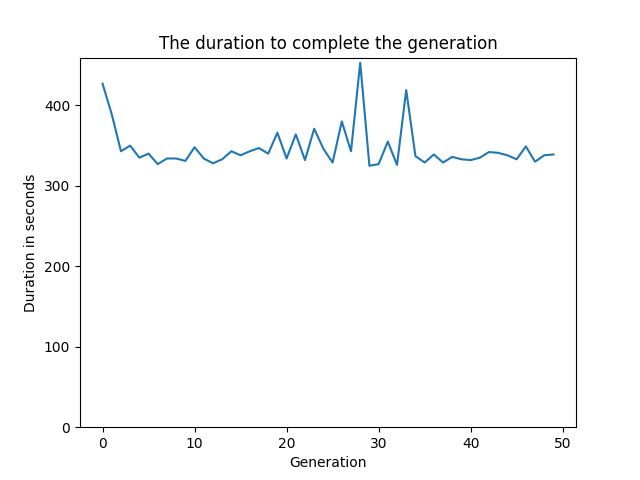 The duration to complete the generation
400
300
200
100
0
Duration in seconds
0 10 20 30 40 50
Generation